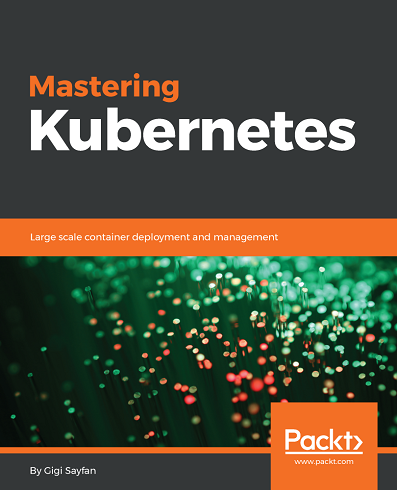 Mastering
Kubernetes
Large scale container deployment and management
Packt>
www.packt.com
By Gigi Sayfan